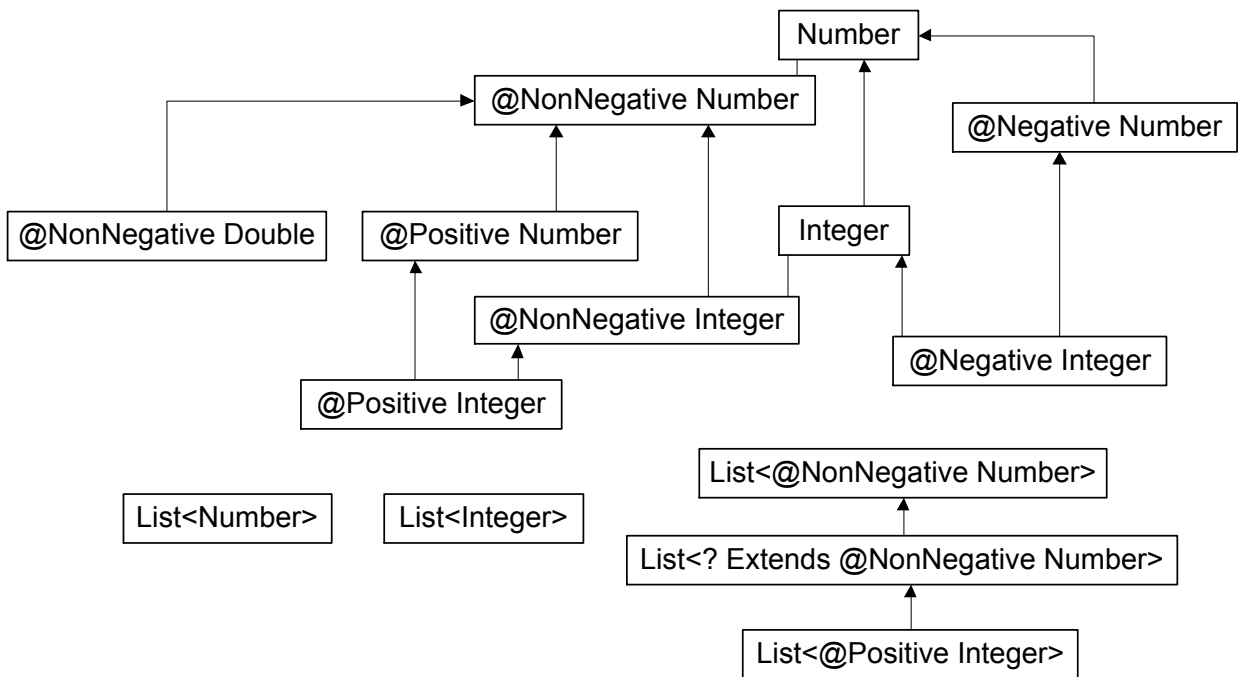 Number
@NonNegative Number
@Negative Number
@NonNegative Double
@Positive Number
Integer
@NonNegative Integer
@Negative Integer
@Positive Integer
List<@NonNegative Number>
List<Number>
List<Integer>
List<? Extends @NonNegative Number>
List<@Positive Integer>